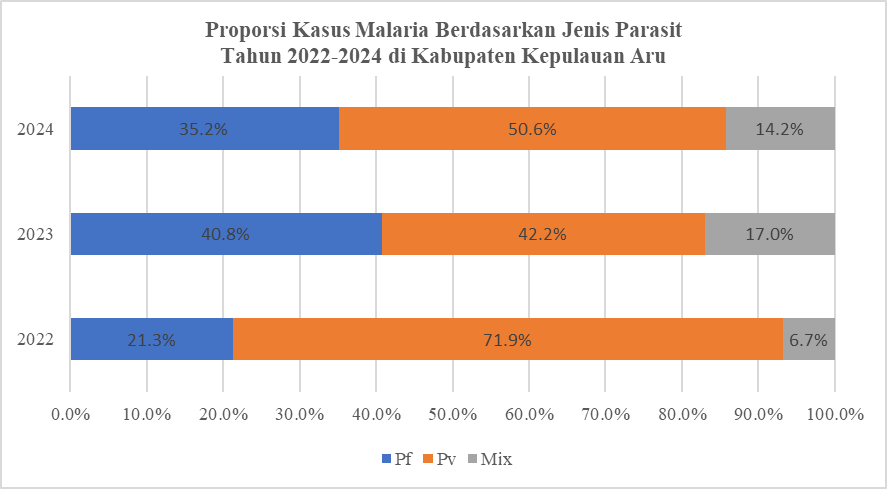 Proporsi Kasus Malaria Berdasarkan Jenis Parasit
Tahun 2022-2024 di Kabupaten Kepulauan Aru
2024
35.2% 50.6% 14.2%
2023
40.8% 42.2% 17.0%
2022
21.3% 71.9% 6.7%
0.0% 10.0% 20.0% 30.0% 40.0% 50.0% 60.0% 70.0% 80.0% 90.0% 100.0%
Pf Pv Mix